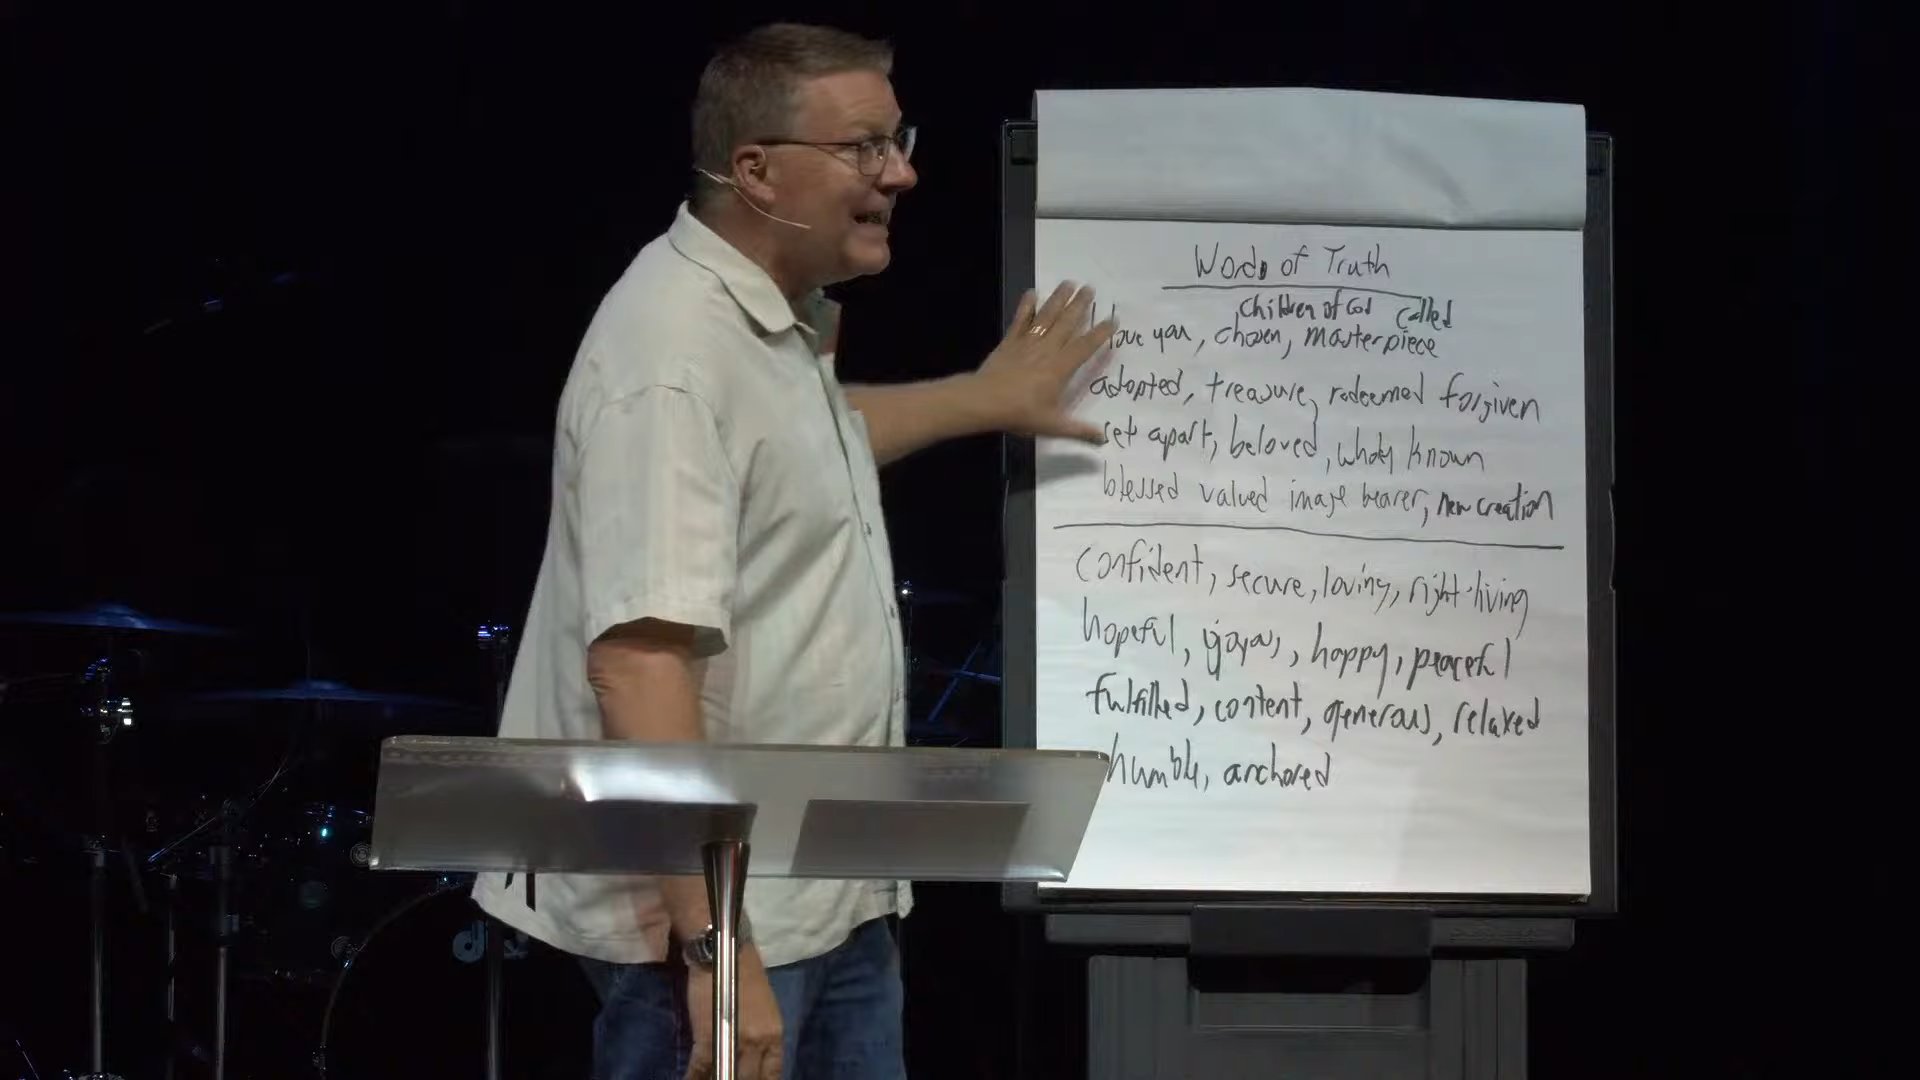 Words of Truth
Children of God called
I love you, chosen, masterpiece
adopted, treasure, redeemed forgiven
set apart, beloved, wholy known
blessed valued image bearer, new creation
confident, secure, loving, right-living
hopeful, joyous, happy, peaceful
fulfilled, content, generous, relaxed
humble, anchored